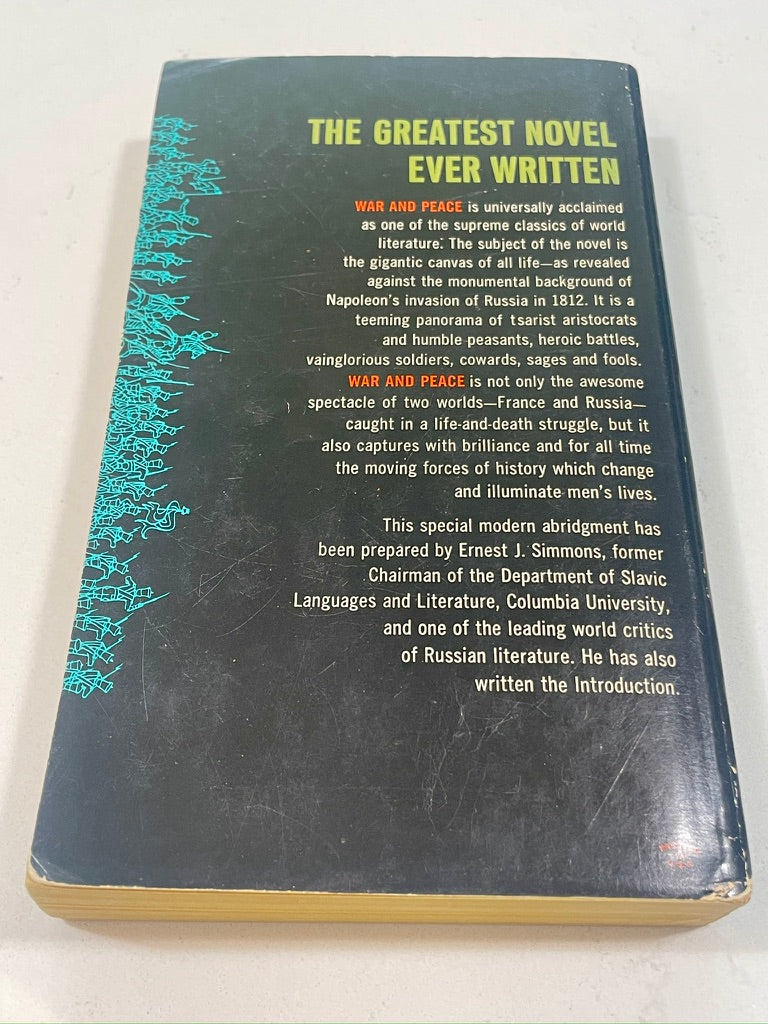 THE GREATEST NOVEL
EVER WRITTEN
WAR AND PEACE is universally acclaimed
as one of the supreme classics of world
literature. The subject of the novel is
the gigantic canvas of all life—as revealed
against the monumental background of
Napoleon's invasion of Russia in 1812. It is a
teeming panorama of tsarist aristocrats
and humble peasants, heroic battles,
vainglorious soldiers, cowards, sages and fools.
WAR AND PEACE is not only the awesome
spectacle of two worlds—France and Russia—
caught in a life-and-death struggle, but it
also captures with brilliance and for all time
the moving forces of history which change
and illuminate men's lives.
This special modern abridgment has
been prepared by Ernest J. Simmons, former
Chairman of the Department of Slavic
Languages and Literature, Columbia University,
and one of the leading world critics
of Russian literature. He has also
written the Introduction.